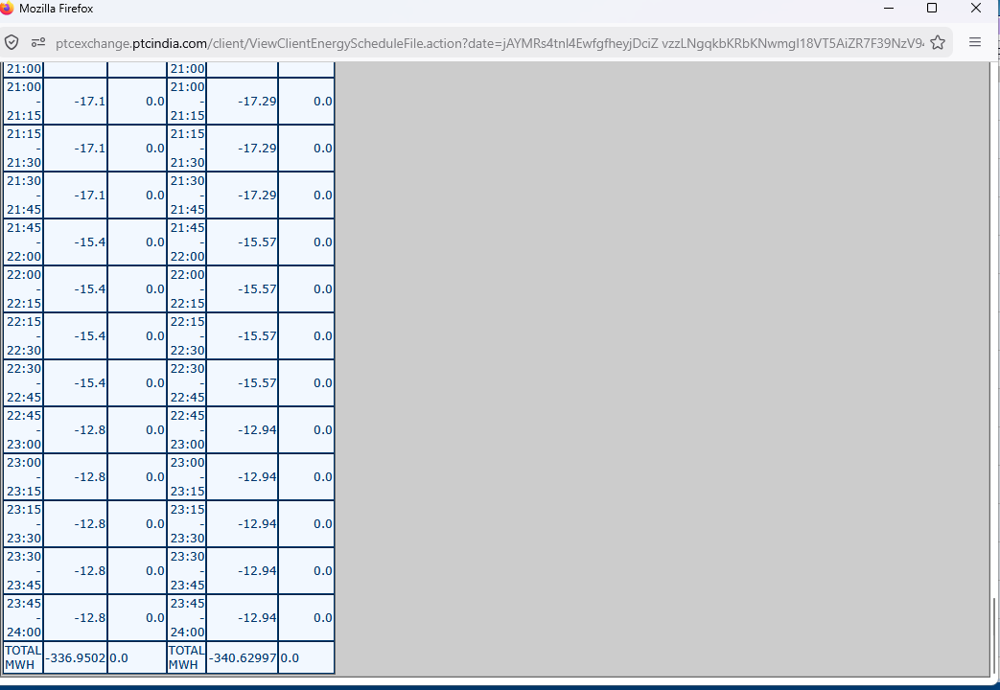 Mozilla Firefox
ptcexchange.ptcindia.com/client/ViewClientEnergyScheduleFile.action?date=jAYMRs4tnl4EwfgfheyjDciZ vzzLNgqkbKRbKNwmgI18VT5AiZR7F39NzV9
21:00 21:00
21:00 - 21:15 -17.1 0.0 21:00 - 21:15 -17.29 0.0
21:15 - 21:30 -17.1 0.0 21:15 - 21:30 -17.29 0.0
21:30 - 21:45 -17.1 0.0 21:30 - 21:45 -17.29 0.0
21:45 - 22:00 -15.4 0.0 21:45 - 22:00 -15.57 0.0
22:00 - 22:15 -15.4 0.0 22:00 - 22:15 -15.57 0.0
22:15 - 22:30 -15.4 0.0 22:15 - 22:30 -15.57 0.0
22:30 - 22:45 -15.4 0.0 22:30 - 22:45 -15.57 0.0
22:45 - 23:00 -12.8 0.0 22:45 - 23:00 -12.94 0.0
23:00 - 23:15 -12.8 0.0 23:00 - 23:15 -12.94 0.0
23:15 - 23:30 -12.8 0.0 23:15 - 23:30 -12.94 0.0
23:30 - 23:45 -12.8 0.0 23:30 - 23:45 -12.94 0.0
23:45 - 24:00 -12.8 0.0 23:45 - 24:00 -12.94 0.0
TOTAL MWH -336.9502 0.0 TOTAL MWH -340.62997 0.0